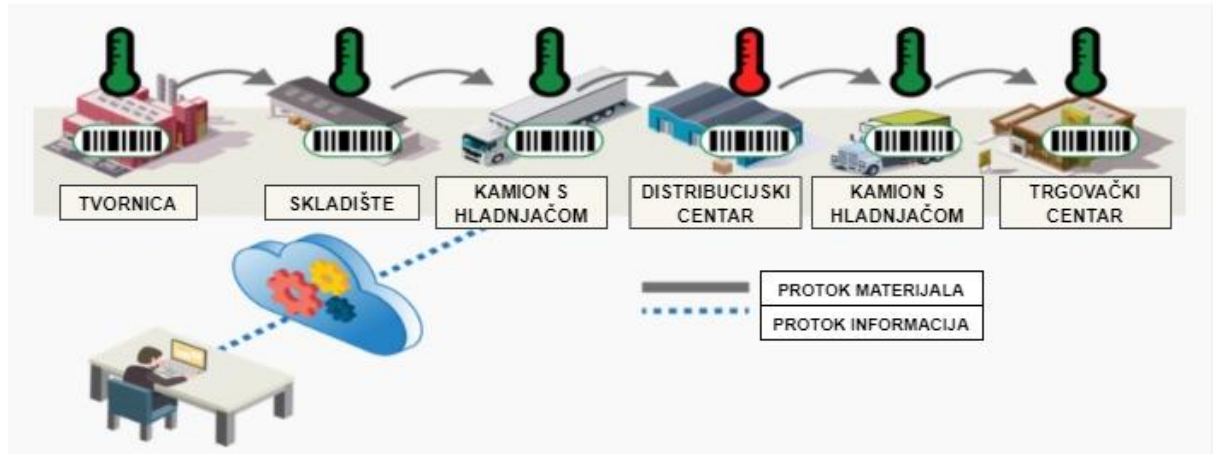 TVORNICA
SKLADIŠTE
KAMION S
HLADNJAČOM
DISTRIBUCIJSKI
CENTAR
KAMION S
HLADNJAČOM
TRGOVAČKI
CENTAR
PROTOK MATERIJALA
PROTOK INFORMACIJA